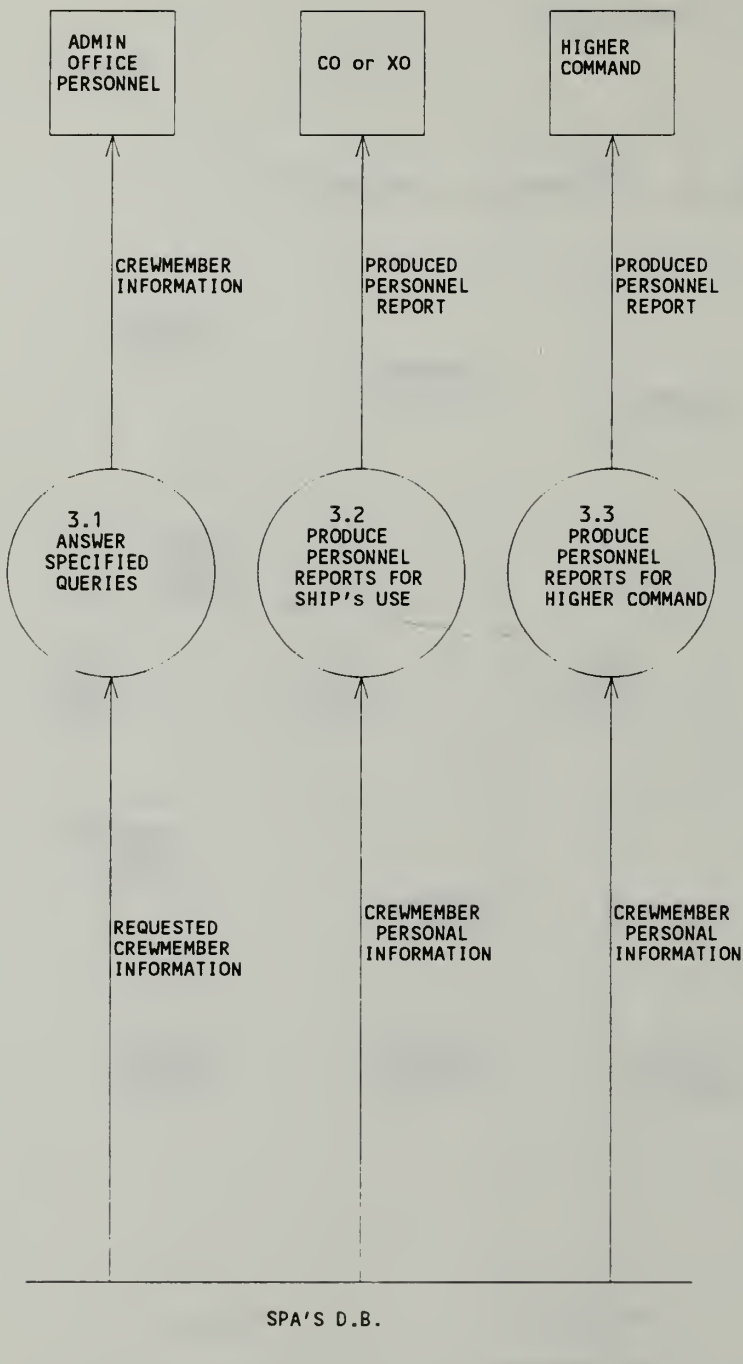 ADMIN
OFFICE
PERSONNEL
CO or XO
HIGHER
COMMAND
CREWMEMBER
INFORMATION
PRODUCED
PERSONNEL
REPORT
PRODUCED
PERSONNEL
REPORT
3.1
ANSWER
SPECIFIED
QUERIES
3.2
PRODUCE
PERSONNEL
REPORTS FOR
SHIP's USE
3.3
PRODUCE
PERSONNEL
REPORTS FOR
HIGHER COMMAND
REQUESTED
CREWMEMBER
INFORMATION
CREWMEMBER
PERSONAL
INFORMATION
CREWMEMBER
PERSONAL
INFORMATION
SPA'S D.B.